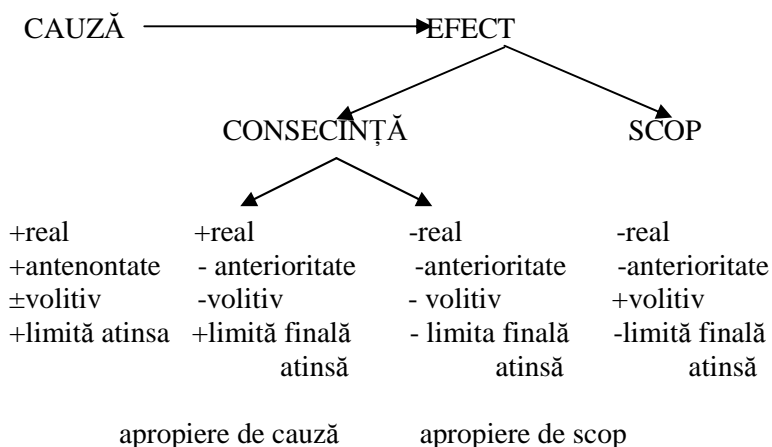 CAUZĂ EFECT
CONSECINȚĂ SCOP
+real +real -real -real
+antenontate - anterioritate -anterioritate -anterioritate
±volitiv -volitiv - volitiv +volitiv
+limită atinsa +limită finală - limita finală -limită finală
atinsă atinsă atinsă
apropiere de cauză apropiere de scop